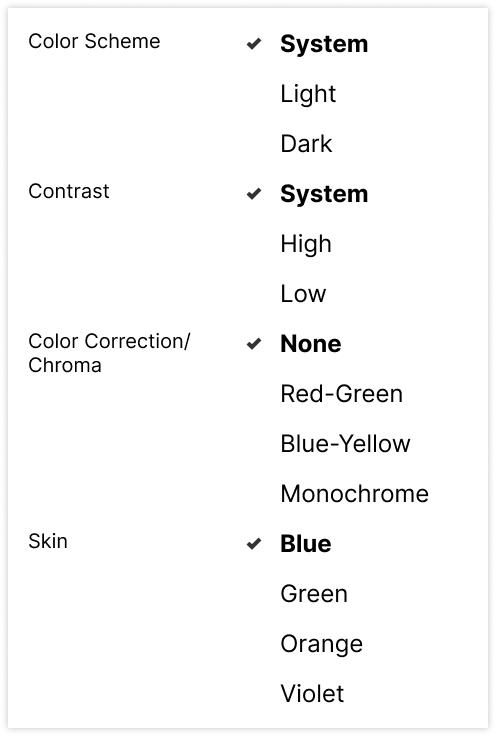 Color Scheme
System
Light
Dark
Contrast
System
High
Low
Color Correction/
Chroma
None
Red-Green
Blue-Yellow
Monochrome
Skin
Blue
Green
Orange
Violet